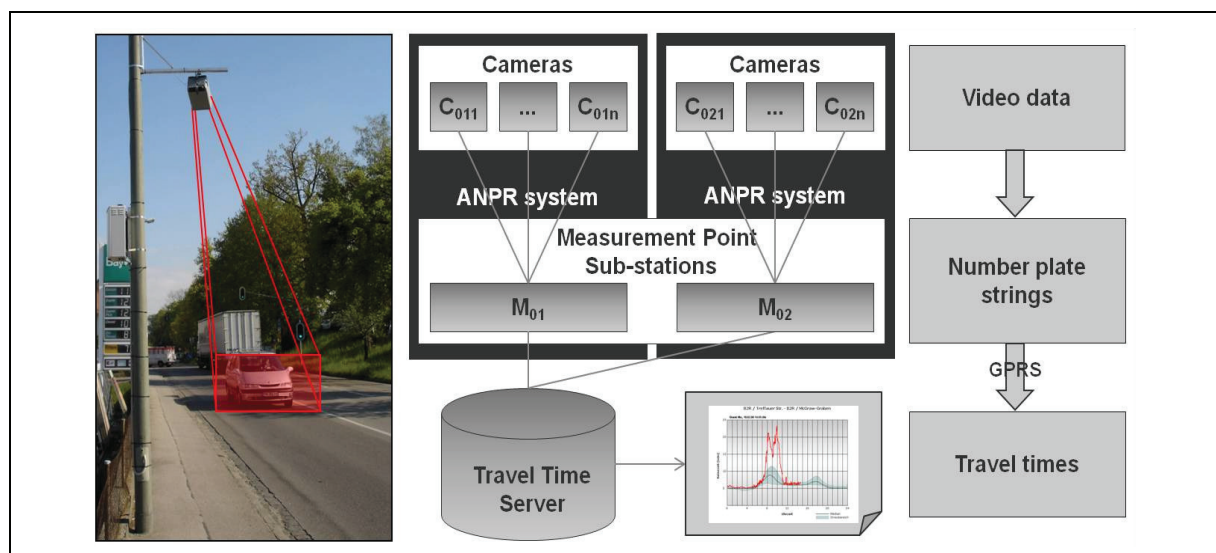 Cameras
C011
...
C01n
ANPR system
Cameras
C021
...
C02n
ANPR system
Measurement Point
Sub-stations
M01
M02
Travel Time
Server
Video data
Number plate
strings
GPRS
Travel times